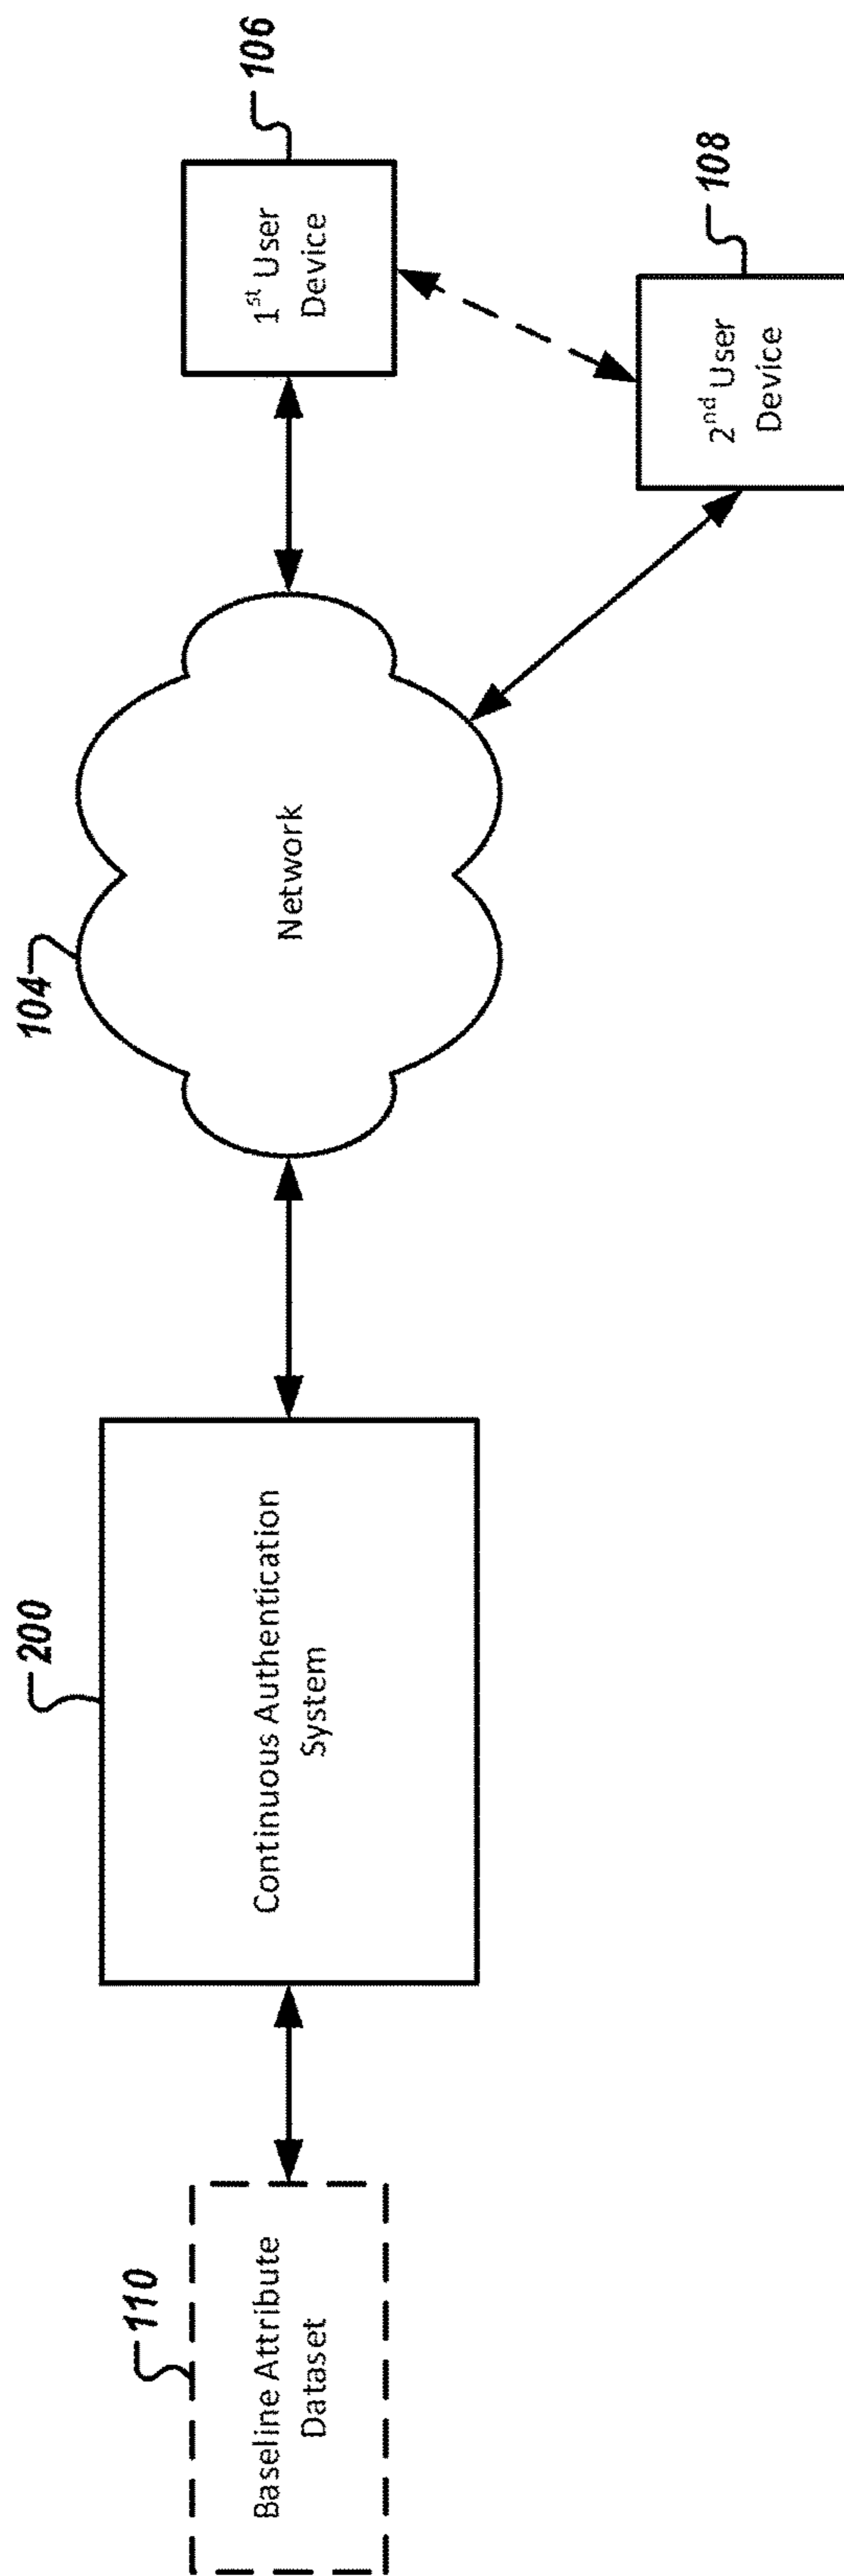 110
Baseline Attribute
Dataset
200
Continuous Authentication
System
104
Network
106
1st User
Device
108
2nd User
Device